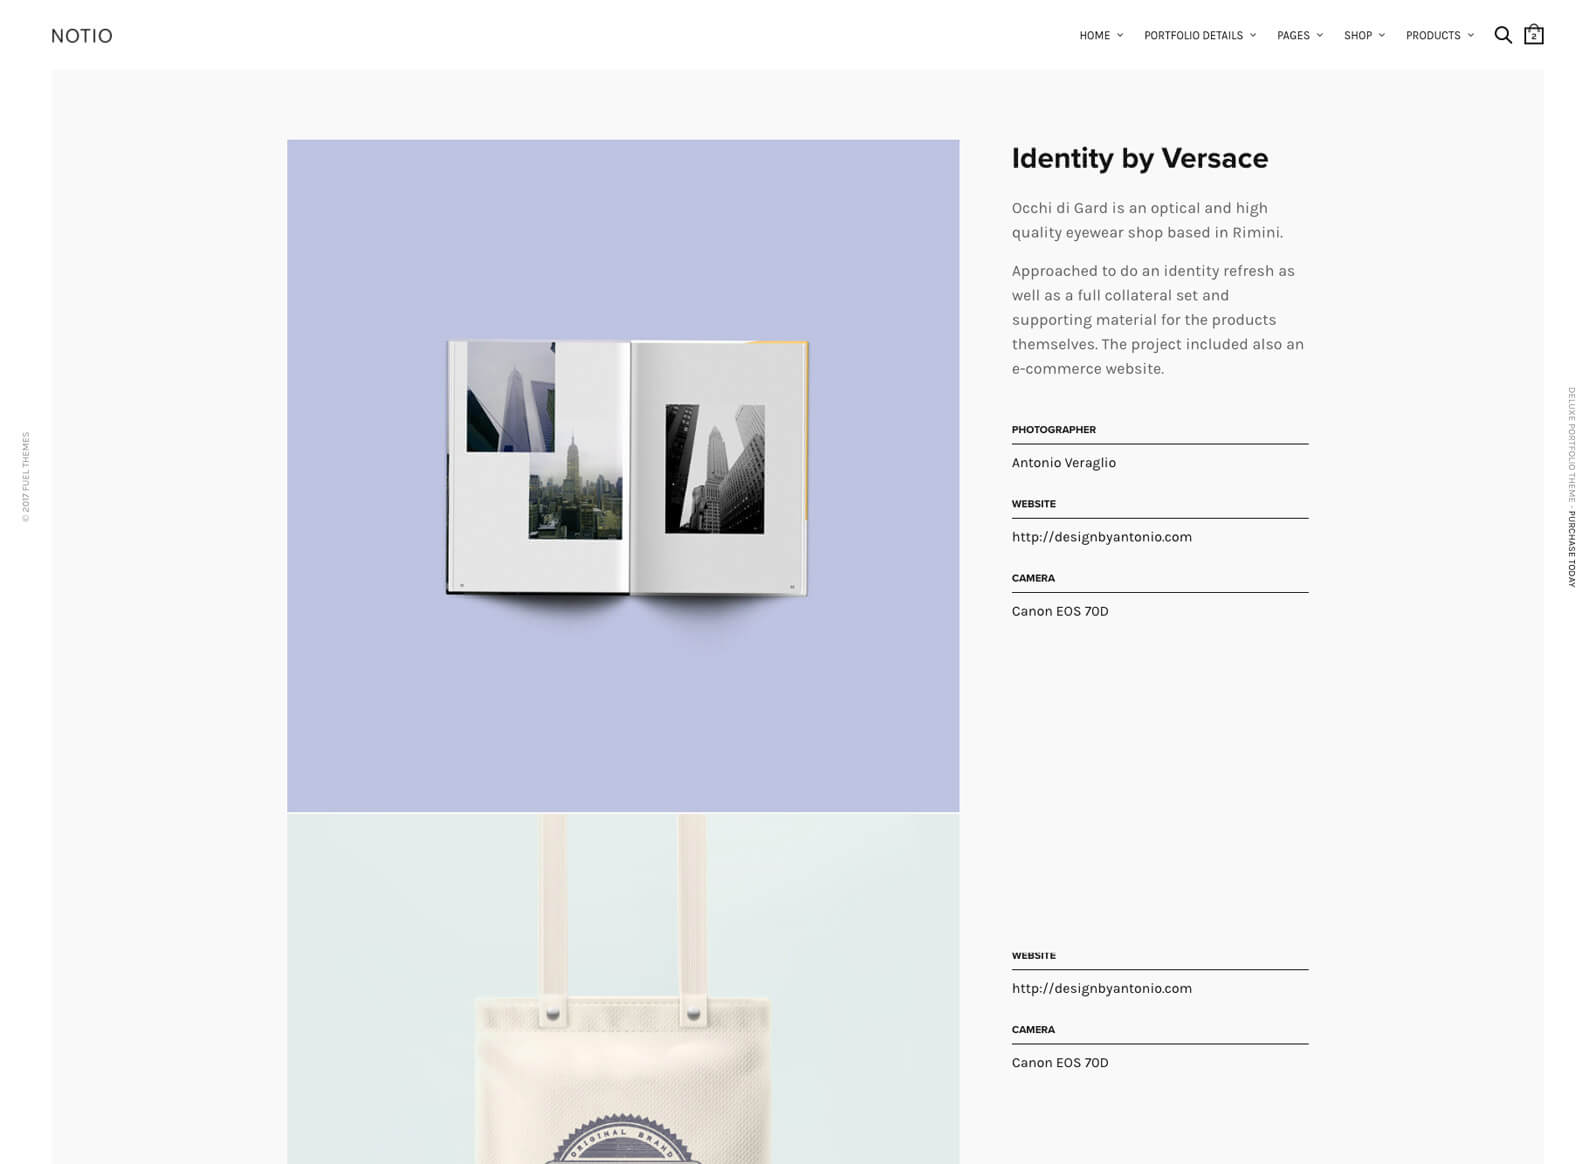 NOTIO
HOME
PORTFOLIO DETAILS
PAGES
SHOP
PRODUCTS
2
Identity by Versace
Occhi di Gard is an optical and high
quality eyewear shop based in Rimini.
Approached to do an identity refresh as
well as a full collateral set and
supporting material for the products
themselves. The project included also an
e-commerce website.
PHOTOGRAPHER
Antonio Veraglio
WEBSITE
http://designbyantonio.com
CAMERA
Canon EOS 70D
© 2017 FUEL THEMES
DELUXE PORTFOLIO THEME - PURCHASE TODAY
WEBSITE
http://designbyantonio.com
CAMERA
Canon EOS 70D
ORIGINAL BRAND